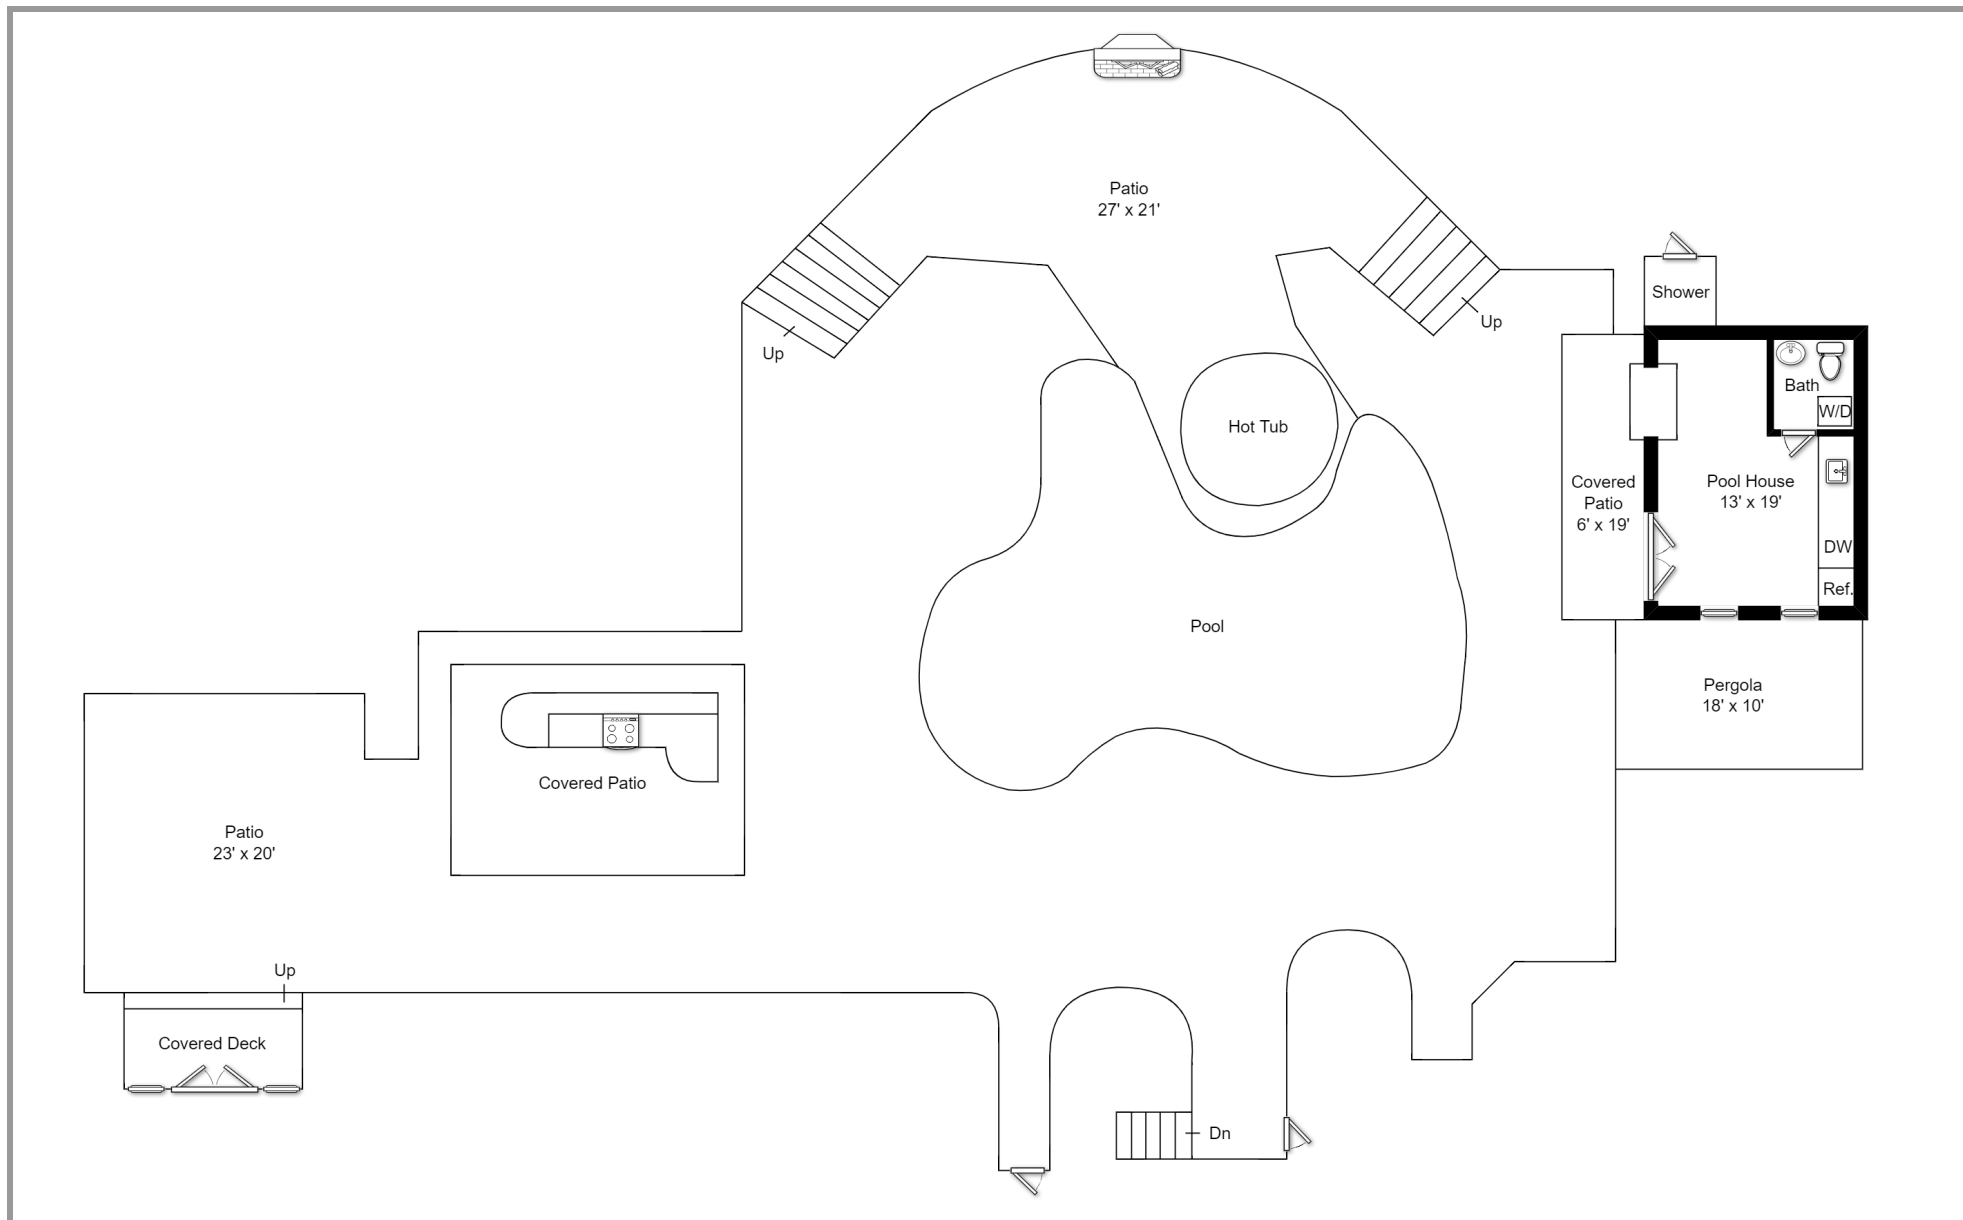 Patio
27' x 21'
Shower
Up
Up
Bath
W/D
Hot Tub
Covered
Patio
6' x 19'
Pool House
13' x 19'
DW
Ref.
Pool
Pergola
18' x 10'
Covered Patio
Patio
23' x 20'
Up
Covered Deck
Dn